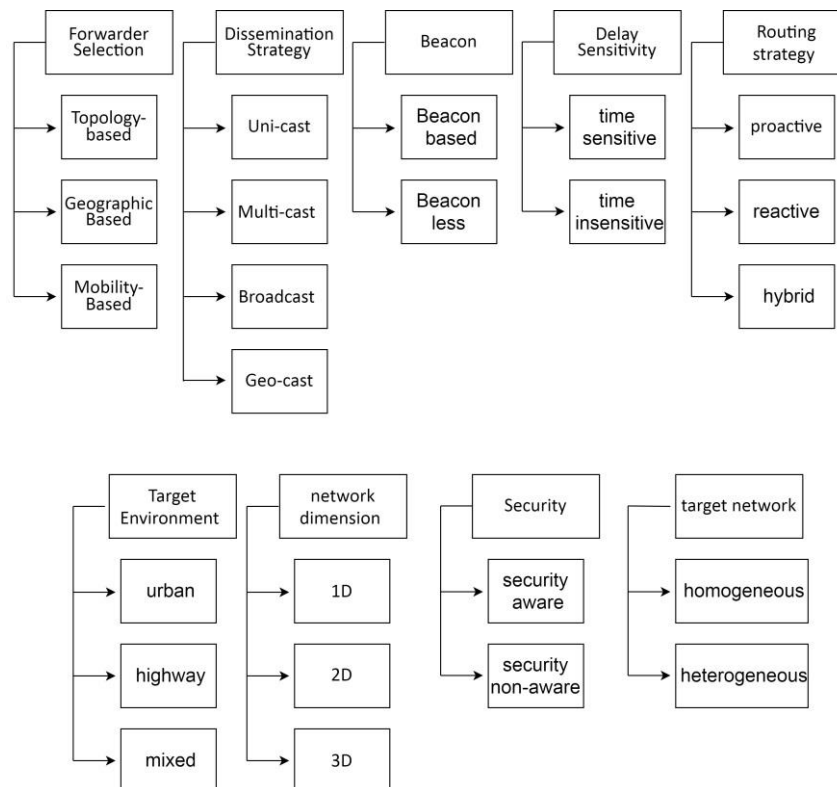 Forwarder
Selection
Topology-
based
Geographic
Based
Mobility-
Based
Dissemination
Strategy
Uni-cast
Multi-cast
Broadcast
Geo-cast
Beacon
Beacon
based
Beacon
less
Delay
Sensitivity
time
sensitive
time
insensitive
Routing
strategy
proactive
reactive
hybrid
Target
Environment
urban
highway
mixed
network
dimension
1D
2D
3D
Security
security
aware
security
non-aware
target network
homogeneous
heterogeneous